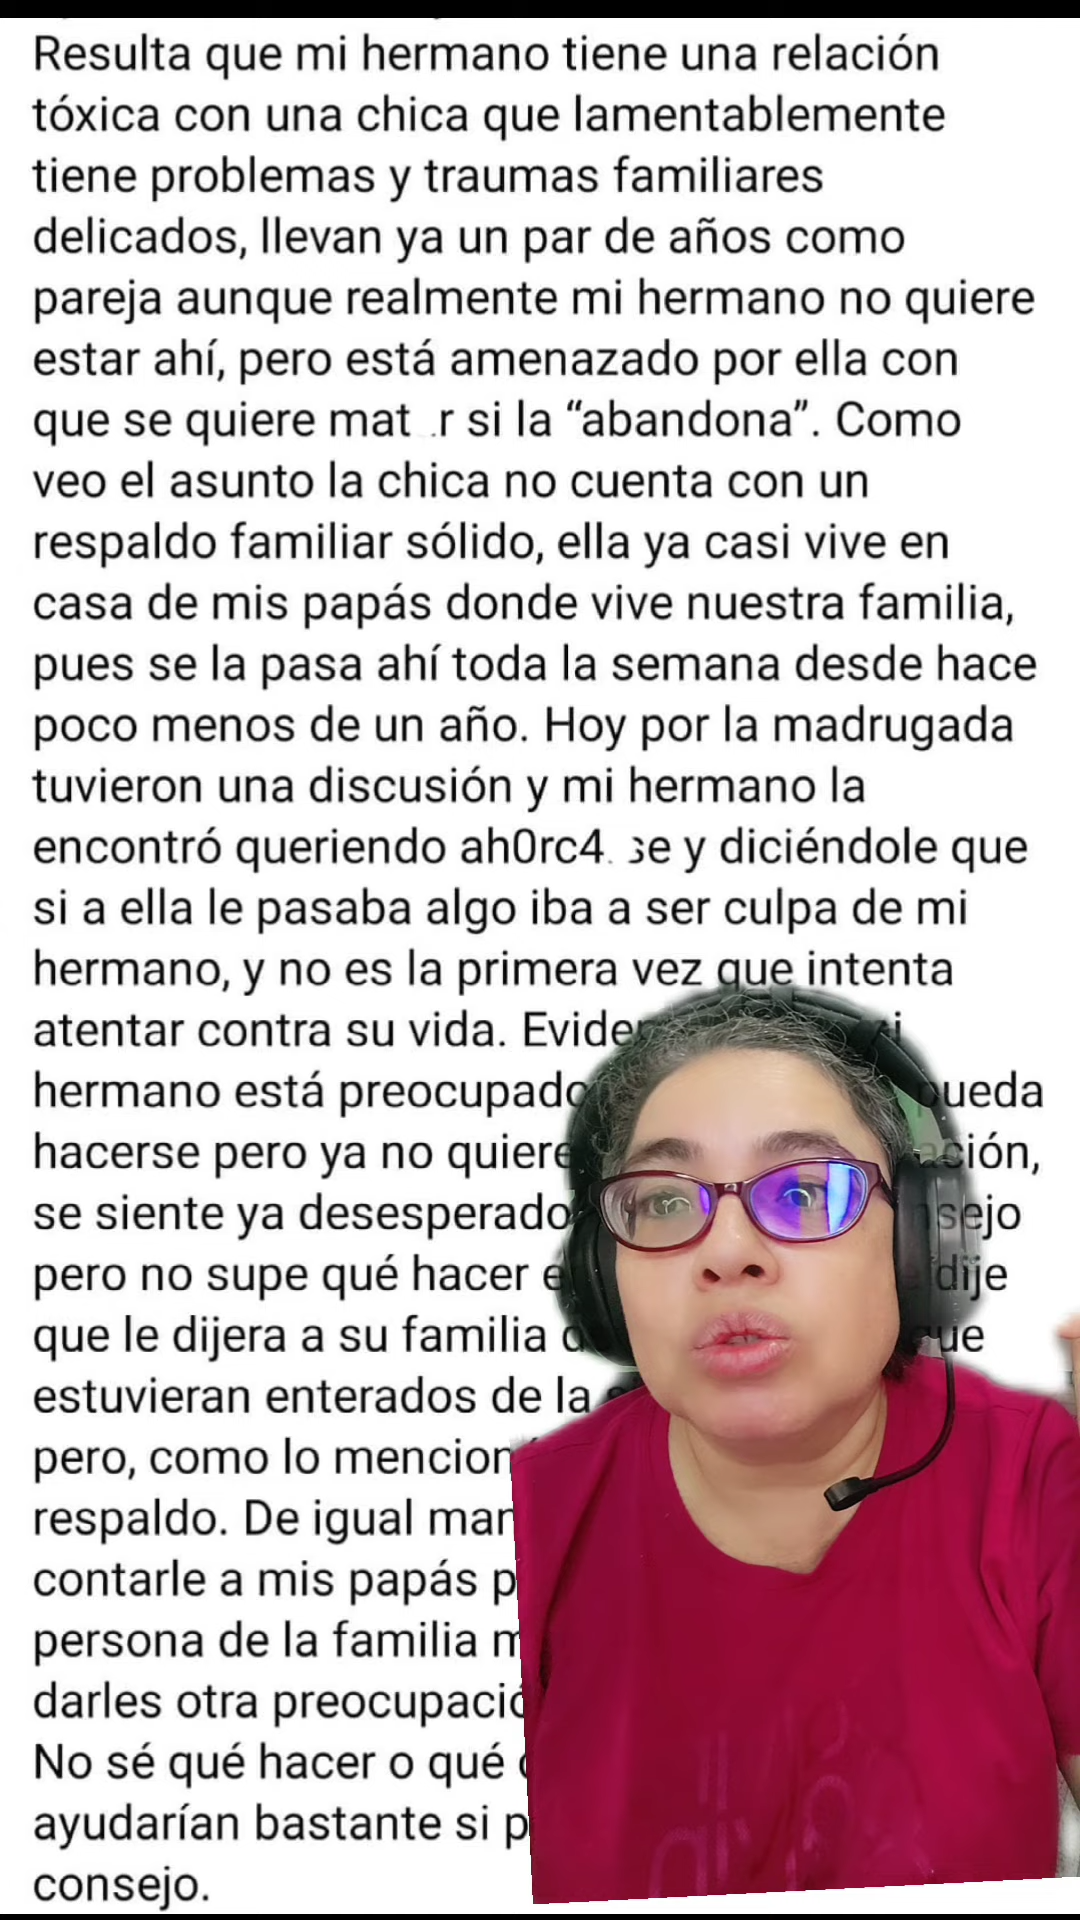 Resulta que mi hermano tiene una relación
tóxica con una chica que lamentablemente
tiene problemas y traumas familiares
delicados, llevan ya un par de años como
pareja aunque realmente mi hermano no quiere
estar ahí, pero está amenazado por ella con
que se quiere mat .r si la “abandona”. Como
veo el asunto la chica no cuenta con un
respaldo familiar sólido, ella ya casi vive en
casa de mis papás donde vive nuestra familia,
pues se la pasa ahí toda la semana desde hace
poco menos de un año. Hoy por la madrugada
tuvieron una discusión y mi hermano la
encontró queriendo ah0rc4. se y diciéndole que
si a ella le pasaba algo iba a ser culpa de mi
hermano, y no es la primera vez que intenta
atentar contra su vida.
hermano está preocupado pueda
hacerse pero ya no quiere
se siente ya desesperado
pero no supe qué hacer dije
que le dijera a su familia
estuvieran enterados de la
pero, como lo
respaldo. De igual
contarle a mis papás
persona de la familia
darles otra
No sé qué hacer o qué
ayudarían bastante si
consejo.